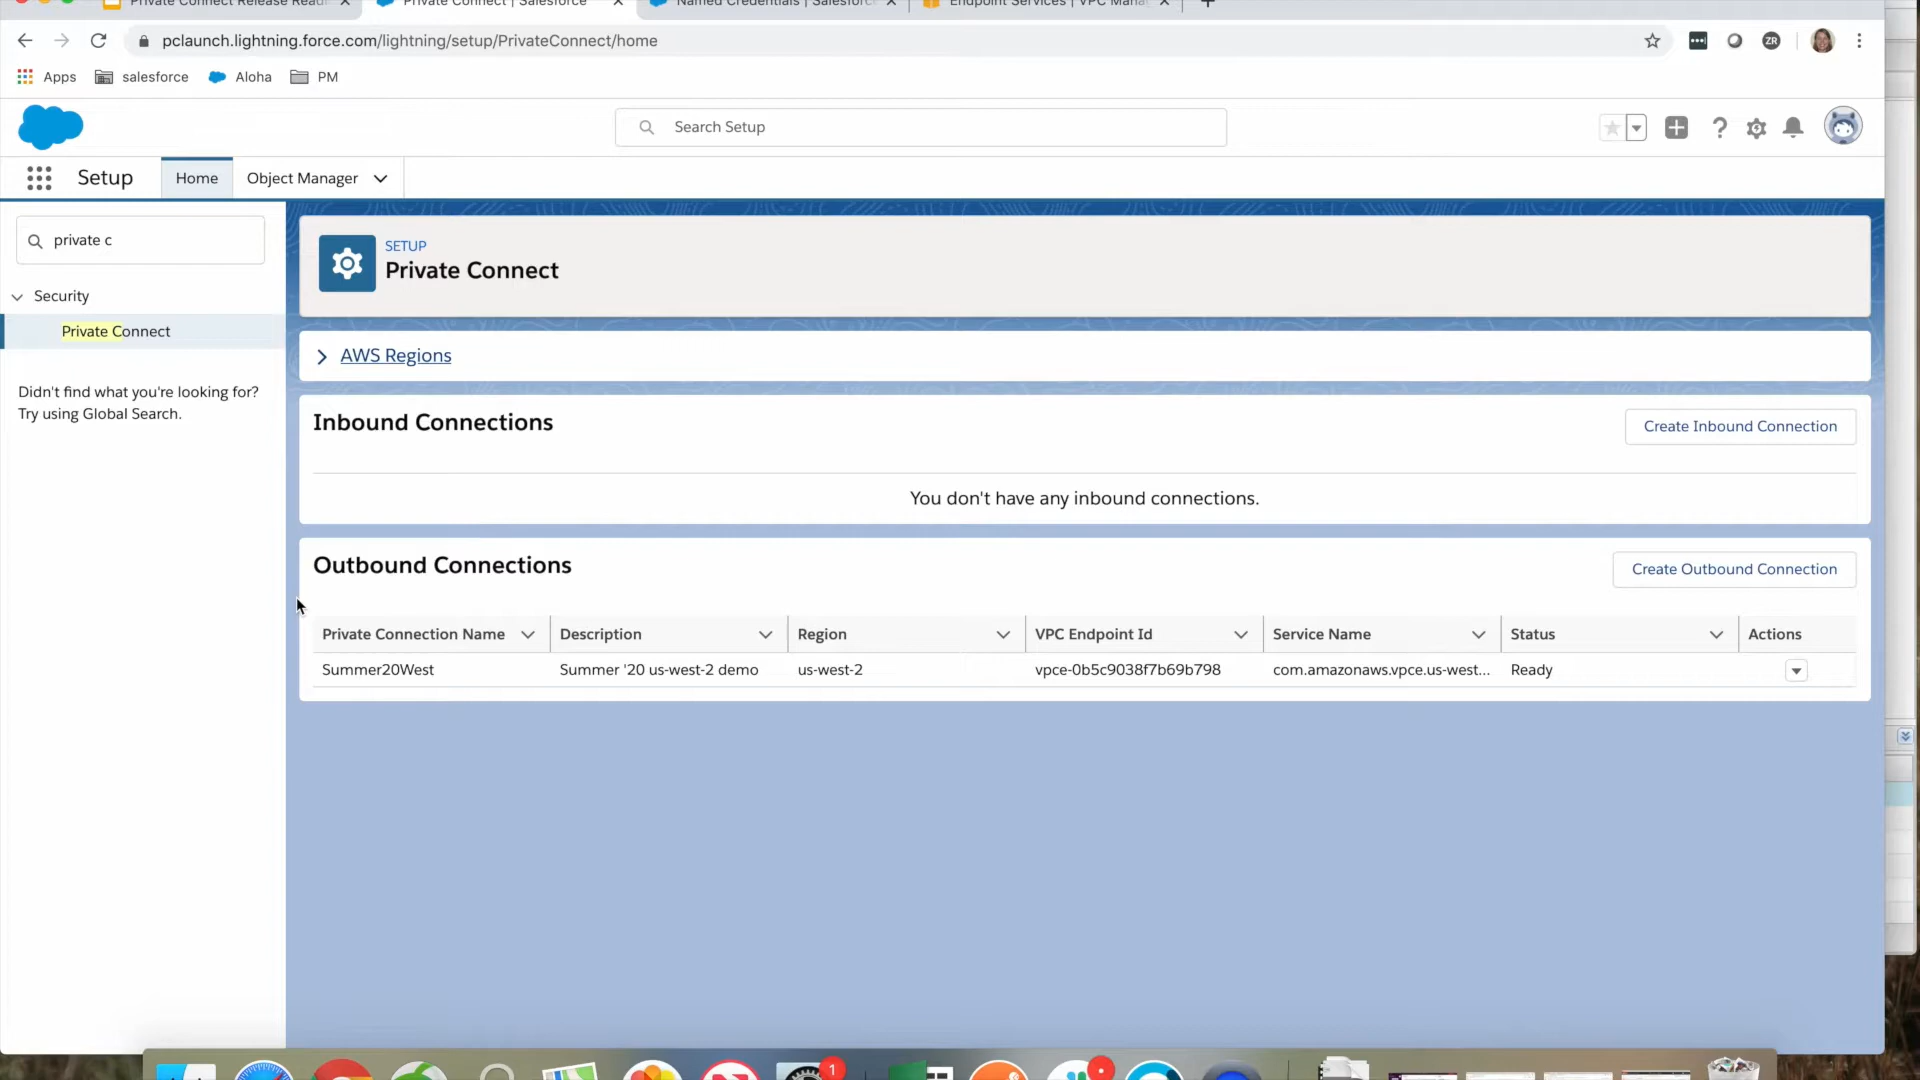 Private Connect Release Read
Private Connect | Salesforce
Named Credentials | Salesforce
Endpoint Services | VPC Mana
pclaunch.lightning.force.com/lightning/setup/PrivateConnect/home
ZR
Apps
salesforce
Aloha
PM
Search Setup
Setup
Home
Object Manager
private c
Security
Private Connect
Didn't find what you're looking for?
Try using Global Search.
SETUP
Private Connect
AWS Regions
Inbound Connections
Create Inbound Connection
You don't have any inbound connections.
Outbound Connections
Create Outbound Connection
Private Connection Name
Description
Region
VPC Endpoint Id
Service Name
Status
Actions
Summer20West
Summer '20 us-west-2 demo
us-west-2
vpce-0b5c9038f7b69b798
com.amazonaws.vpce.us-west...
Ready
1